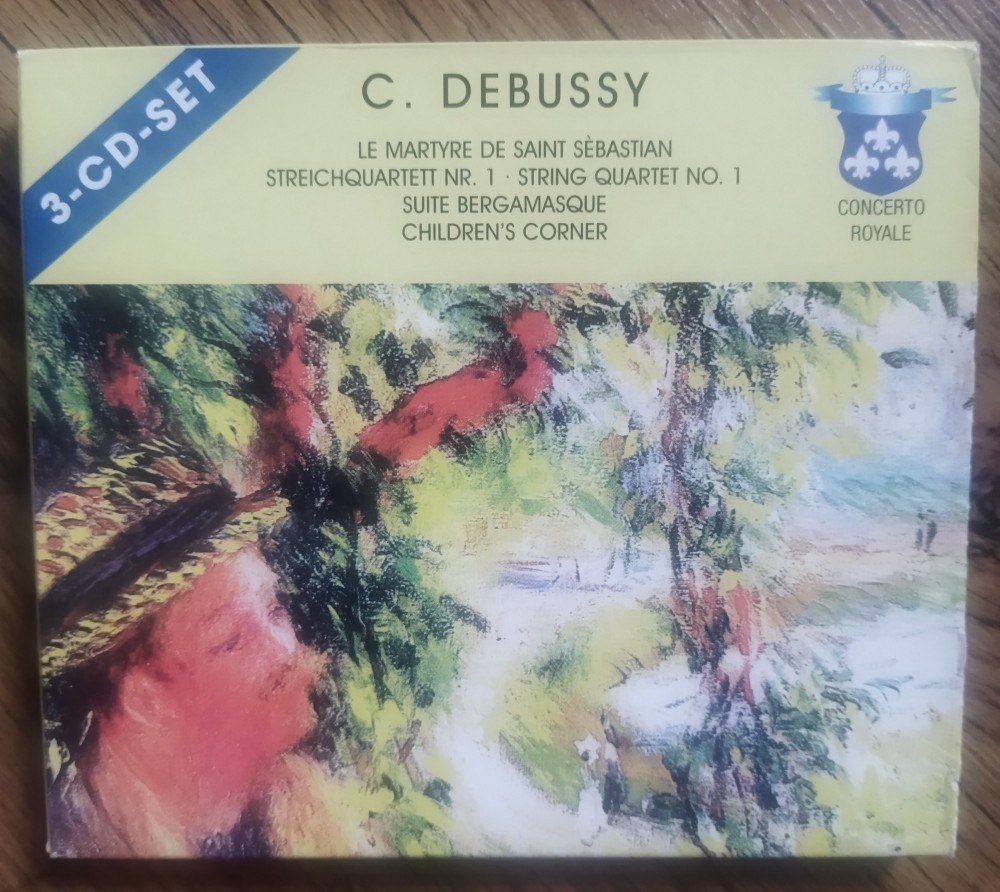 3-CD-SET
C. DEBUSSY
LE MARTYRE DE SAINT SÈBASTIAN
STREICHQUARTETT NR. 1 · STRING QUARTET NO. 1
SUITE BERGAMASQUE
CHILDREN'S CORNER
CONCERTO
ROYALE